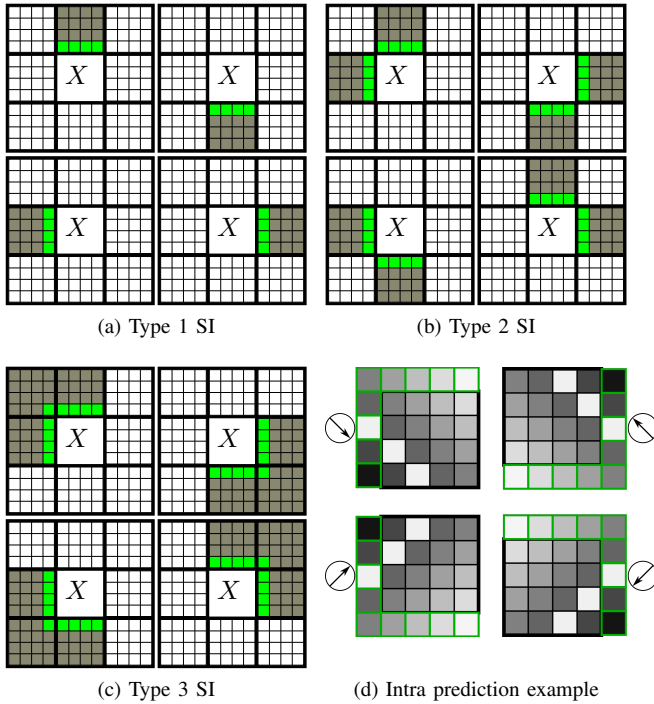 X X X X
X X X X
(a) Type 1 SI (b) Type 2 SI
X X
X X
(c) Type 3 SI (d) Intra prediction example